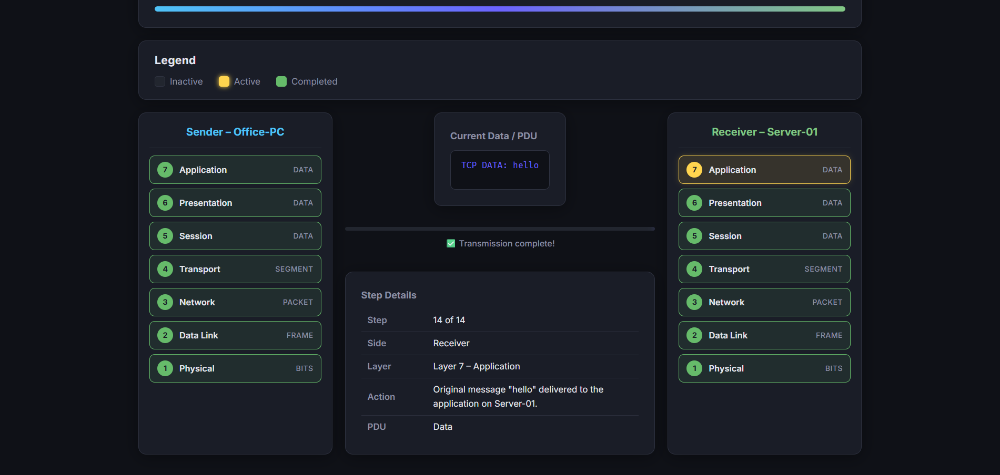 Legend
Inactive Active Completed
Sender – Office-PC
7 Application DATA
6 Presentation DATA
5 Session DATA
4 Transport SEGMENT
3 Network PACKET
2 Data Link FRAME
1 Physical BITS
Current Data / PDU
TCP DATA: hello
✅ Transmission complete!
Step Details
Step 14 of 14
Side Receiver
Layer Layer 7 – Application
Action Original message "hello" delivered to the
application on Server-01.
PDU Data
Receiver – Server-01
7 Application DATA
6 Presentation DATA
5 Session DATA
4 Transport SEGMENT
3 Network PACKET
2 Data Link FRAME
1 Physical BITS